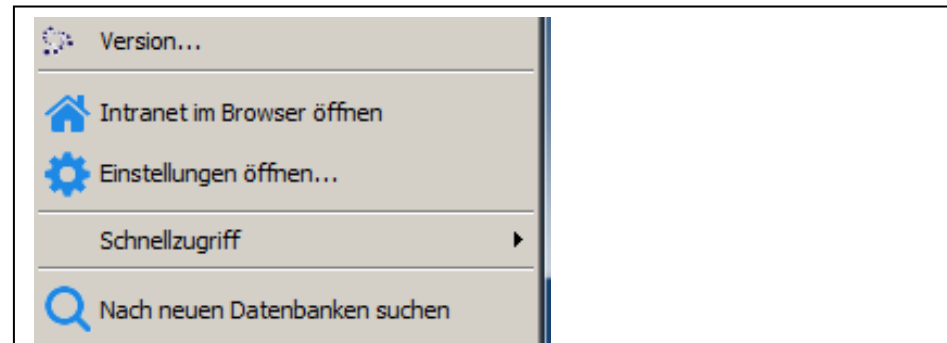 Version...
Intranet im Browser öffnen
Einstellungen öffnen...
Schnellzugriff
Nach neuen Datenbanken suchen